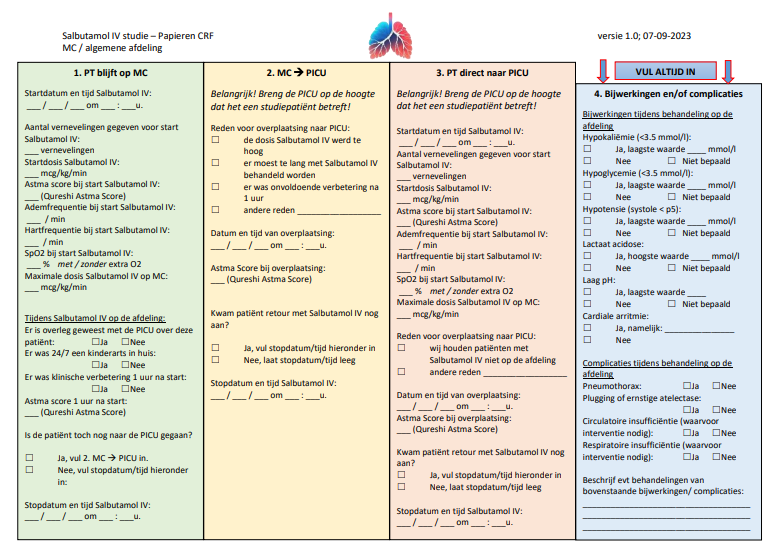 Salbutamol IV studie – Papieren CRF
MC / algemene afdeling
versie 1.0; 07-09-2023
1. PT blijft op MC
Startdatum en tijd Salbutamol IV:
___ / ___ / ___ om ___ : ___u.
Aantal vernevelingen gegeven voor start
Salbutamol IV:
___ vernevelingen
Startdosis Salbutamol IV:
___ mcg/kg/min
Astma score bij start Salbutamol IV:
___ (Qureshi Astma Score)
Ademfrequentie bij start Salbutamol IV:
___ / min
Hartfrequentie bij start Salbutamol IV:
___ / min
SpO2 bij start Salbutamol IV:
___ % met / zonder extra O2
Maximale dosis Salbutamol IV op MC:
___ mcg/kg/min
Tijdens Salbutamol IV op de afdeling:
Er is overleg geweest met de PICU over deze
patiënt: ☐Ja ☐Nee
Er was 24/7 een kinderarts in huis:
☐Ja ☐Nee
Er was klinische verbetering 1 uur na start:
☐Ja ☐Nee
Astma score 1 uur na start:
___ (Qureshi Astma Score)
Is de patiënt toch nog naar de PICU gegaan?
☐ Ja, vul 2. MC → PICU in.
☐ Nee, vul stopdatum/tijd hieronder
in:
Stopdatum en tijd Salbutamol IV:
___ / ___ / ___ om ___ : ___u.
2. MC → PICU
Belangrijk! Breng de PICU op de hoogte
dat het een studiepatiënt betreft!
Reden voor overplaatsing naar PICU:
☐ de dosis Salbutamol IV werd te
hoog
☐ er moest te lang met Salbutamol IV
behandeld worden
☐ er was onvoldoende verbetering na
1 uur
☐ andere reden _________________
Datum en tijd van overplaatsing:
___ / ___ / ___ om ___ : ___u.
Astma Score bij overplaatsing:
___ (Qureshi Astma Score)
Kwam patiënt retour met Salbutamol IV nog
aan?
☐ Ja, vul stopdatum/tijd hieronder in
☐ Nee, laat stopdatum/tijd leeg
Stopdatum en tijd Salbutamol IV:
___ / ___ / ___ om ___ : ___u.
3. PT direct naar PICU
Belangrijk! Breng de PICU op de hoogte
dat het een studiepatiënt betreft!
Startdatum en tijd Salbutamol IV:
___ / ___ / ___ om ___ : ___u.
Aantal vernevelingen gegeven voor start
Salbutamol IV:
___ vernevelingen
Startdosis Salbutamol IV:
___ mcg/kg/min
Astma score bij start Salbutamol IV:
___ (Qureshi Astma Score)
Ademfrequentie bij start Salbutamol IV:
___ / min
Hartfrequentie bij start Salbutamol IV:
___ / min
SpO2 bij start Salbutamol IV:
___ % met / zonder extra O2
Maximale dosis Salbutamol IV op MC:
___ mcg/kg/min
Reden voor overplaatsing naar PICU:
☐ wij houden patiënten met
Salbutamol IV niet op de afdeling
☐ andere reden _________________
Datum en tijd van overplaatsing:
___ / ___ / ___ om ___ : ___u.
Astma Score bij overplaatsing:
___ (Qureshi Astma Score)
Kwam patiënt retour met Salbutamol IV nog
aan?
☐ Ja, vul stopdatum/tijd hieronder in
☐ Nee, laat stopdatum/tijd leeg
Stopdatum en tijd Salbutamol IV:
___ / ___ / ___ om ___ : ___u.
VUL ALTIJD IN
4. Bijwerkingen en/of complicaties
Bijwerkingen tijdens behandeling op de
afdeling
Hypokaliëmie (<3.5 mmol/l):
☐ Ja, laagste waarde ____ mmol/l
☐ Nee ☐ Niet bepaald
Hypoglycemie (<3.5 mmol/l):
☐ Ja, laagste waarde ____ mmol/l
☐ Nee ☐ Niet bepaald
Hypotensie (systole < p5):
☐ Ja, laagste waarde ____ mmol/l
☐ Nee ☐ Niet bepaald
Lactaat acidose:
☐ Ja, hoogste waarde ____ mmol/l
☐ Nee ☐ Niet bepaald
Laag pH:
☐ Ja, laagste waarde ____
☐ Nee ☐ Niet bepaald
Cardiale arritmie:
☐ Ja, namelijk: ______________
☐ Nee
Complicaties tijdens behandeling op de
afdeling
Pneumothorax: ☐Ja ☐Nee
Plugging of ernstige atelectase:
☐Ja ☐Nee
Circulatoire insufficiëntie (waarvoor
interventie nodig): ☐Ja ☐Nee
Respiratoire insufficiëntie (waarvoor
interventie nodig): ☐Ja ☐Nee
Beschrijf evt behandelingen van
bovenstaande bijwerkingen/ complicaties: